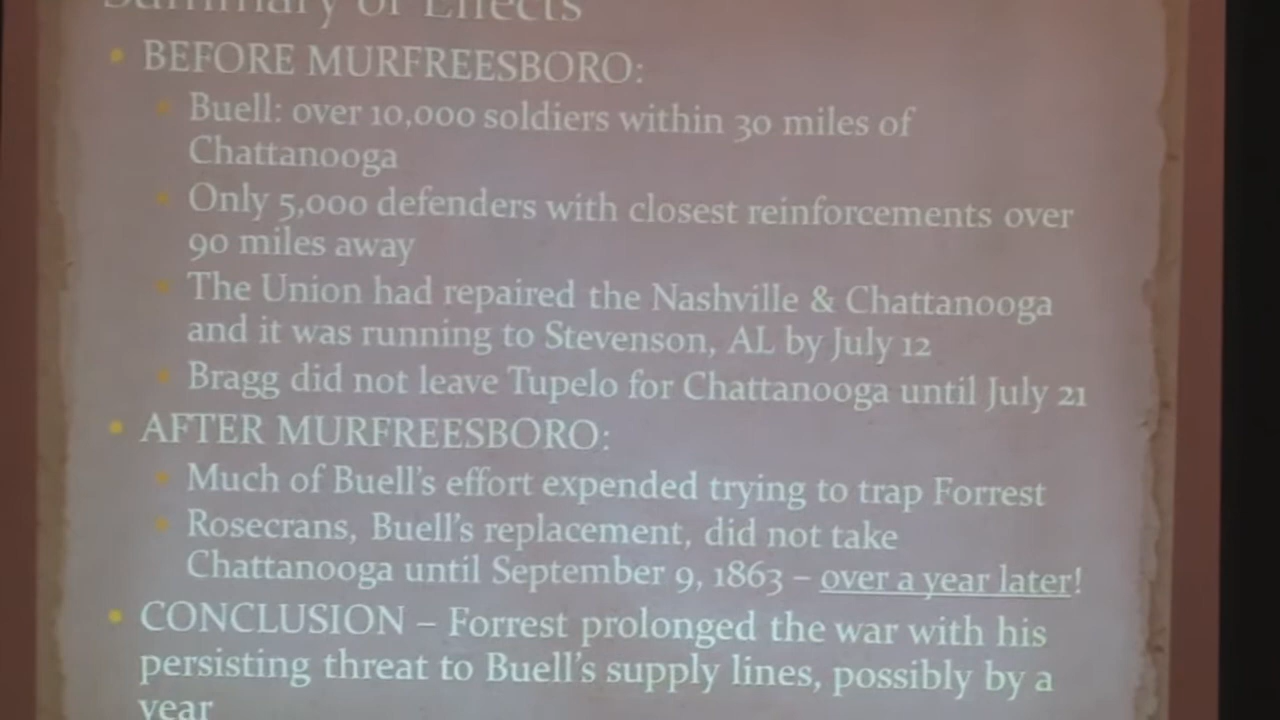 Summary of Effects
BEFORE MURFREESBORO:
Buell: over 10,000 soldiers within 30 miles of
Chattanooga
Only 5,000 defenders with closest reinforcements over
90 miles away
The Union had repaired the Nashville & Chattanooga
and it was running to Stevenson, AL by July 12
Bragg did not leave Tupelo for Chattanooga until July 21
AFTER MURFREESBORO:
Much of Buell's effort expended trying to trap Forrest
Rosecrans, Buell's replacement, did not take
Chattanooga until September 9, 1863 – over a year later!
CONCLUSION – Forrest prolonged the war with his
persisting threat to Buell's supply lines, possibly by a
year